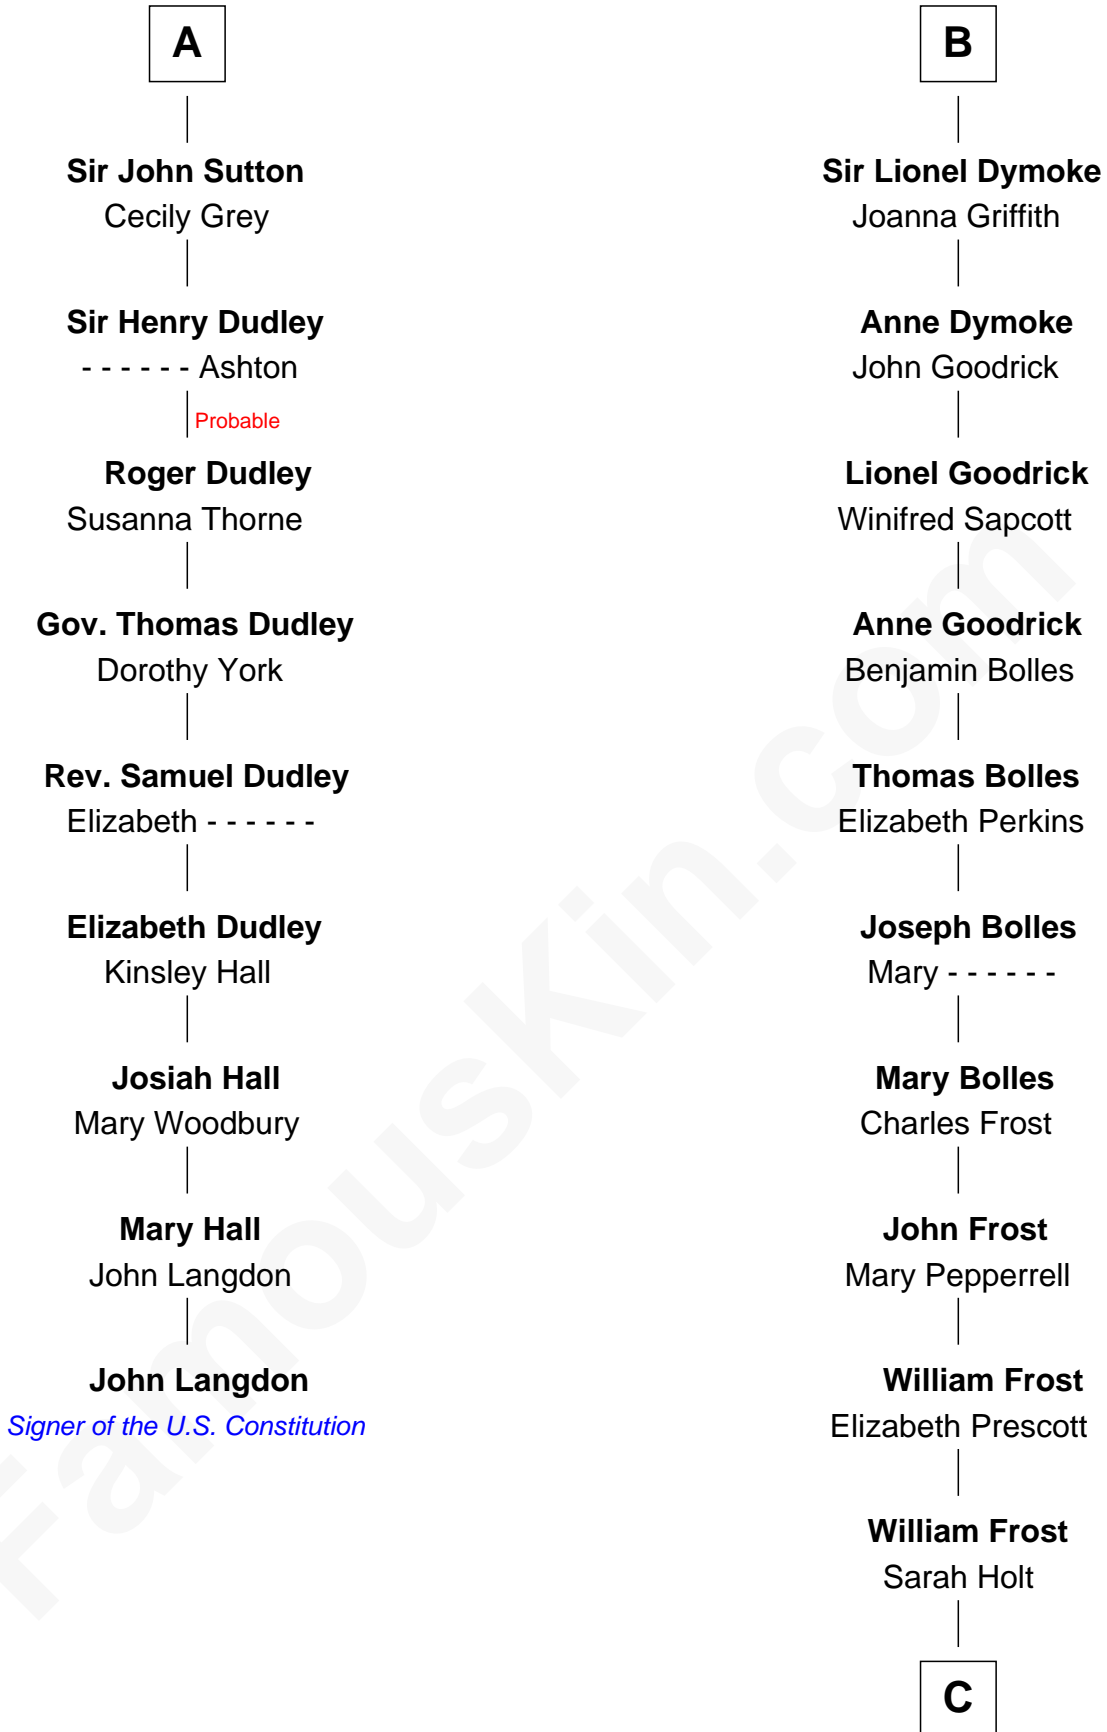 A
Sir John Sutton
Cecily Grey
Sir Henry Dudley
- - - - - - Ashton
Probable
Roger Dudley
Susanna Thorne
Gov. Thomas Dudley
Dorothy York
Rev. Samuel Dudley
Elizabeth - - - - - -
Elizabeth Dudley
Kinsley Hall
Josiah Hall
Mary Woodbury
Mary Hall
John Langdon
John Langdon
Signer of the U.S. Constitution
B
Sir Lionel Dymoke
Joanna Griffith
Anne Dymoke
John Goodrick
Lionel Goodrick
Winifred Sapcott
Anne Goodrick
Benjamin Bolles
Thomas Bolles
Elizabeth Perkins
Joseph Bolles
Mary - - - - - -
Mary Bolles
Charles Frost
John Frost
Mary Pepperrell
William Frost
Elizabeth Prescott
William Frost
Sarah Holt
C
FamousKin.com